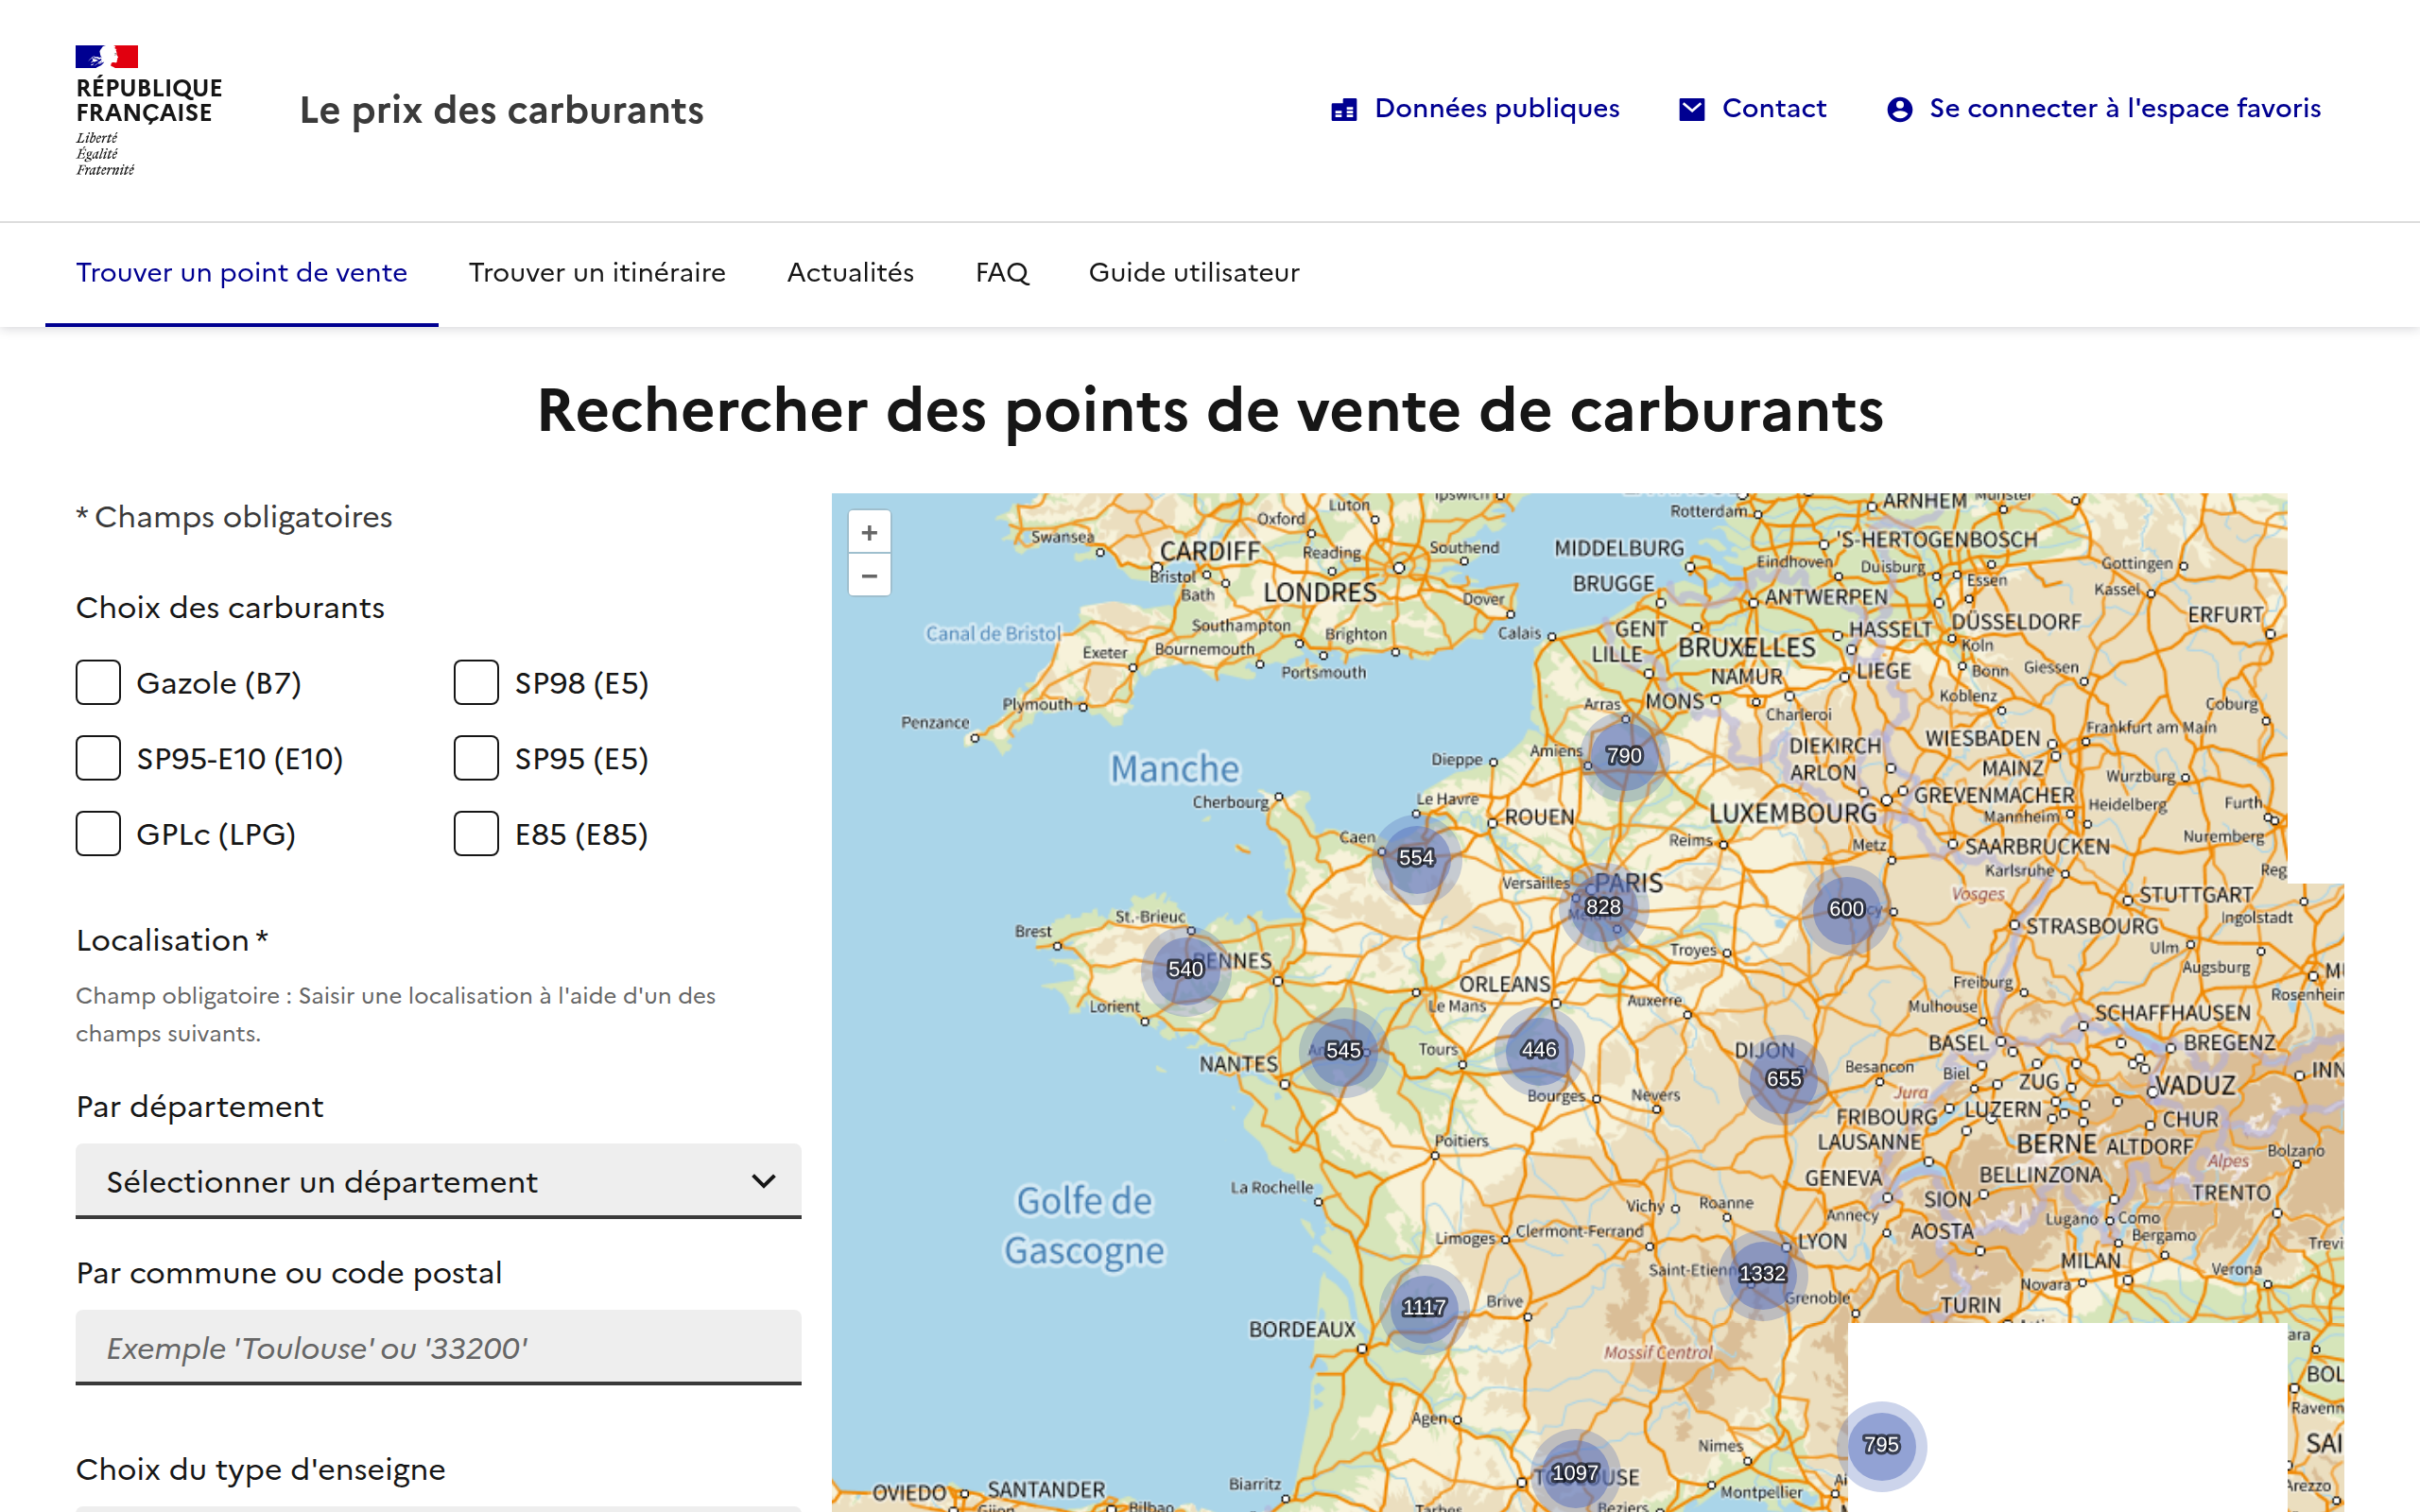 RÉPUBLIQUE
FRANÇAISE
Liberté
Égalité
Fraternité
Le prix des carburants
Données publiques
Contact
Se connecter à l'espace favoris
Trouver un point de vente
Trouver un itinéraire
Actualités
FAQ
Guide utilisateur
Rechercher des points de vente de carburants
* Champs obligatoires
Choix des carburants
Gazole (B7)
SP98 (E5)
SP95-E10 (E10)
SP95 (E5)
GPLc (LPG)
E85 (E85)
Localisation *
Champ obligatoire : Saisir une localisation à l'aide d'un des
champs suivants.
Par département
Sélectionner un département
Par commune ou code postal
Exemple 'Toulouse' ou '33200'
Choix du type d'enseigne
+
−
Ipswich
Luton
Oxford
Swansea
CARDIFF
Reading
Southend
Bristol
Bath
LONDRES
Dover
Canal de Bristol
Southampton
Brighton
Exeter
Bournemouth
Portsmouth
Plymouth
Penzance
Calais
Rotterdam
ARNHEM
Munster
MIDDELBURG
'S-HERTOGENBOSCH
Eindhoven
Duisburg
Gottingen
BRUGGE
Essen
Kassel
ANTWERPEN
ERFURT
GENT
HASSELT
DÜSSELDORF
LILLE
BRUXELLES
Koln
NAMUR
LIEGE
Bonn
Giessen
Arras
MONS
Koblenz
Coburg
Charleroi
Frankfurt am Main
790
Manche
Dieppe
Amiens
DIEKIRCH
WIESBADEN
ARLON
MAINZ
Wurzburg
Cherbourg
Le Havre
ROUEN
LUXEMBOURG
GREVENMACHER
Heidelberg
Furth
Mannheim
Caen
554
Reims
Metz
SAARBRUCKEN
Nuremberg
Karlsruhe
Reg
Versailles
PARIS
828
600
Vosges
STUTTGART
Ingolstadt
St.-Brieuc
Brest
STRASBOURG
Ulm
Troyes
540
RENNES
Augsburg
ORLEANS
Freiburg
Rosenheim
Lorient
Le Mans
Auxerre
Mulhouse
SCHAFFHAUSEN
545
Tours
446
DIJON
BASEL
BREGENZ
NANTES
655
Besancon
Biel
ZUG
VADUZ
INN
Bourges
Nevers
Jura
FRIBOURG
LUZERN
CHUR
Poitiers
LAUSANNE
BERNE
ALTDORF
Bolzano
Alpes
La Rochelle
GENEVA
BELLINZONA
Golfe de
Gascogne
Vichy
Roanne
Annecy
SION
TRENTO
Limoges
Clermont-Ferrand
LYON
AOSTA
Lugano
Como
Bergamo
Trevi
Saint-Etienne
1332
MILAN
Verona
Novara
1117
Brive
Grenoble
TURIN
BORDEAUX
Massif Central
ara
BOL
Agen
Ravenn
Nimes
795
SAI
1097
TOULOUSE
OVIEDO
SANTANDER
Biarritz
Montpellier
Arezzo
Gijon
Bilbao
Tarbes
Beziers